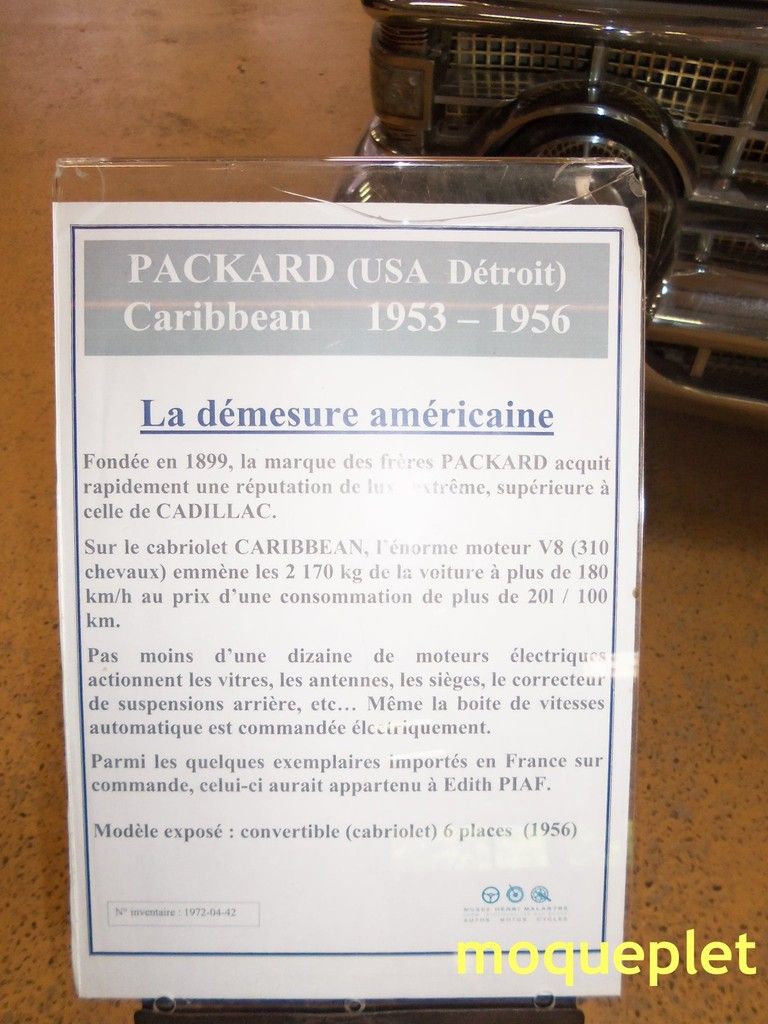 PACKARD (USA Détroit)
Caribbean 1953 – 1956
La démesure américaine
Fondée en 1899, la marque des frères PACKARD acquit
rapidement une réputation de extrême, supérieure à
celle de CADILLAC.
Sur le cabriolet CARIBBEAN, l'énorme moteur V8 (310
chevaux) emmène les 2 170 kg de la voiture à plus de 180
km/h au prix d'une consommation de plus de 20l / 100
km.
Pas moins d'une dizaine de moteurs électriques
actionnent les vitres, les antennes, les sièges, le correcteur
de suspensions arrière, etc… Même la boite de vitesses
automatique est commandée électriquement.
Parmi les quelques exemplaires importés en France sur
commande, celui-ci aurait appartenu à Edith PIAF.
Modèle exposé : convertible (cabriolet) 6 places (1956)
N° inventaire : 1972-04-42
MUSEE HENRI MALARTRE
AUTOS MOTOS CYCLES
moqueplet